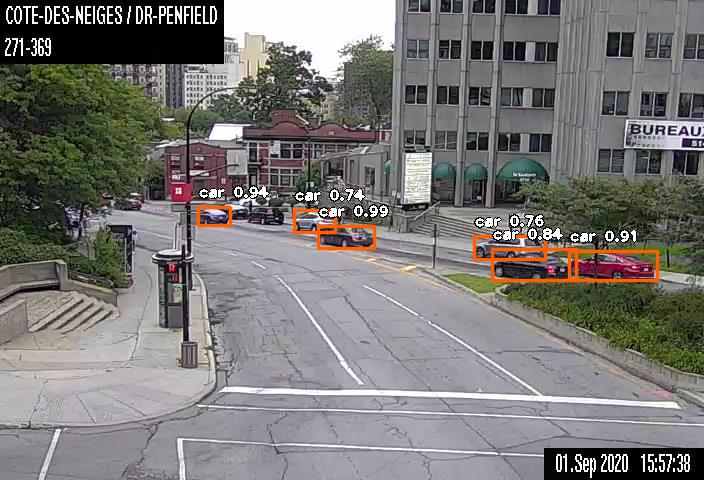 COTE-DES-NEIGES / DR-PENFIELD
271-369
car 0.94
car 0.74
car 0.99
car 0.76
car 0.84
car 0.91
BUREAUX
514
01.Sep 2020 15:57:38